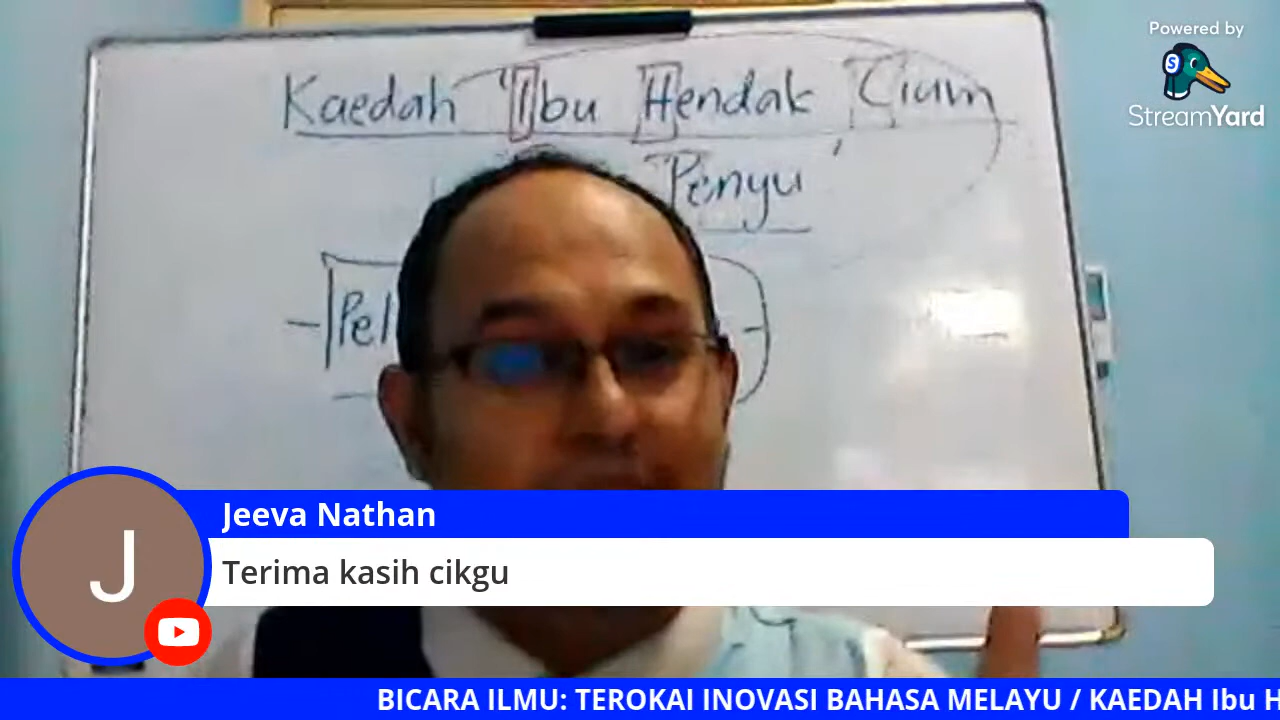 Powered by
StreamYard
Kaedah 'Ibu Hendak Cium
Penyu'
Pel
J
Jeeva Nathan
Terima kasih cikgu
BICARA ILMU: TEROKAI INOVASI BAHASA MELAYU / KAEDAH Ibu H